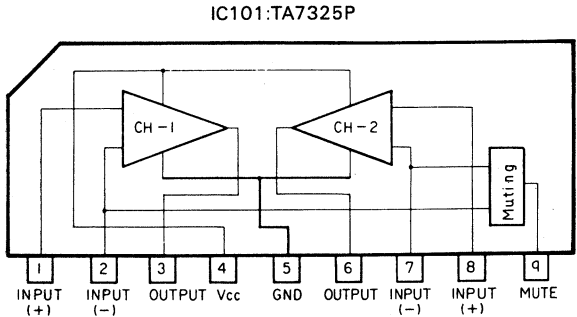 IC101:TA7325P
CH-1
CH-2
Muting
1 2 3 4 5 6 7 8 9
INPUT INPUT OUTPUT Vcc GND OUTPUT INPUT INPUT MUTE
(+) (-) (-) (+)